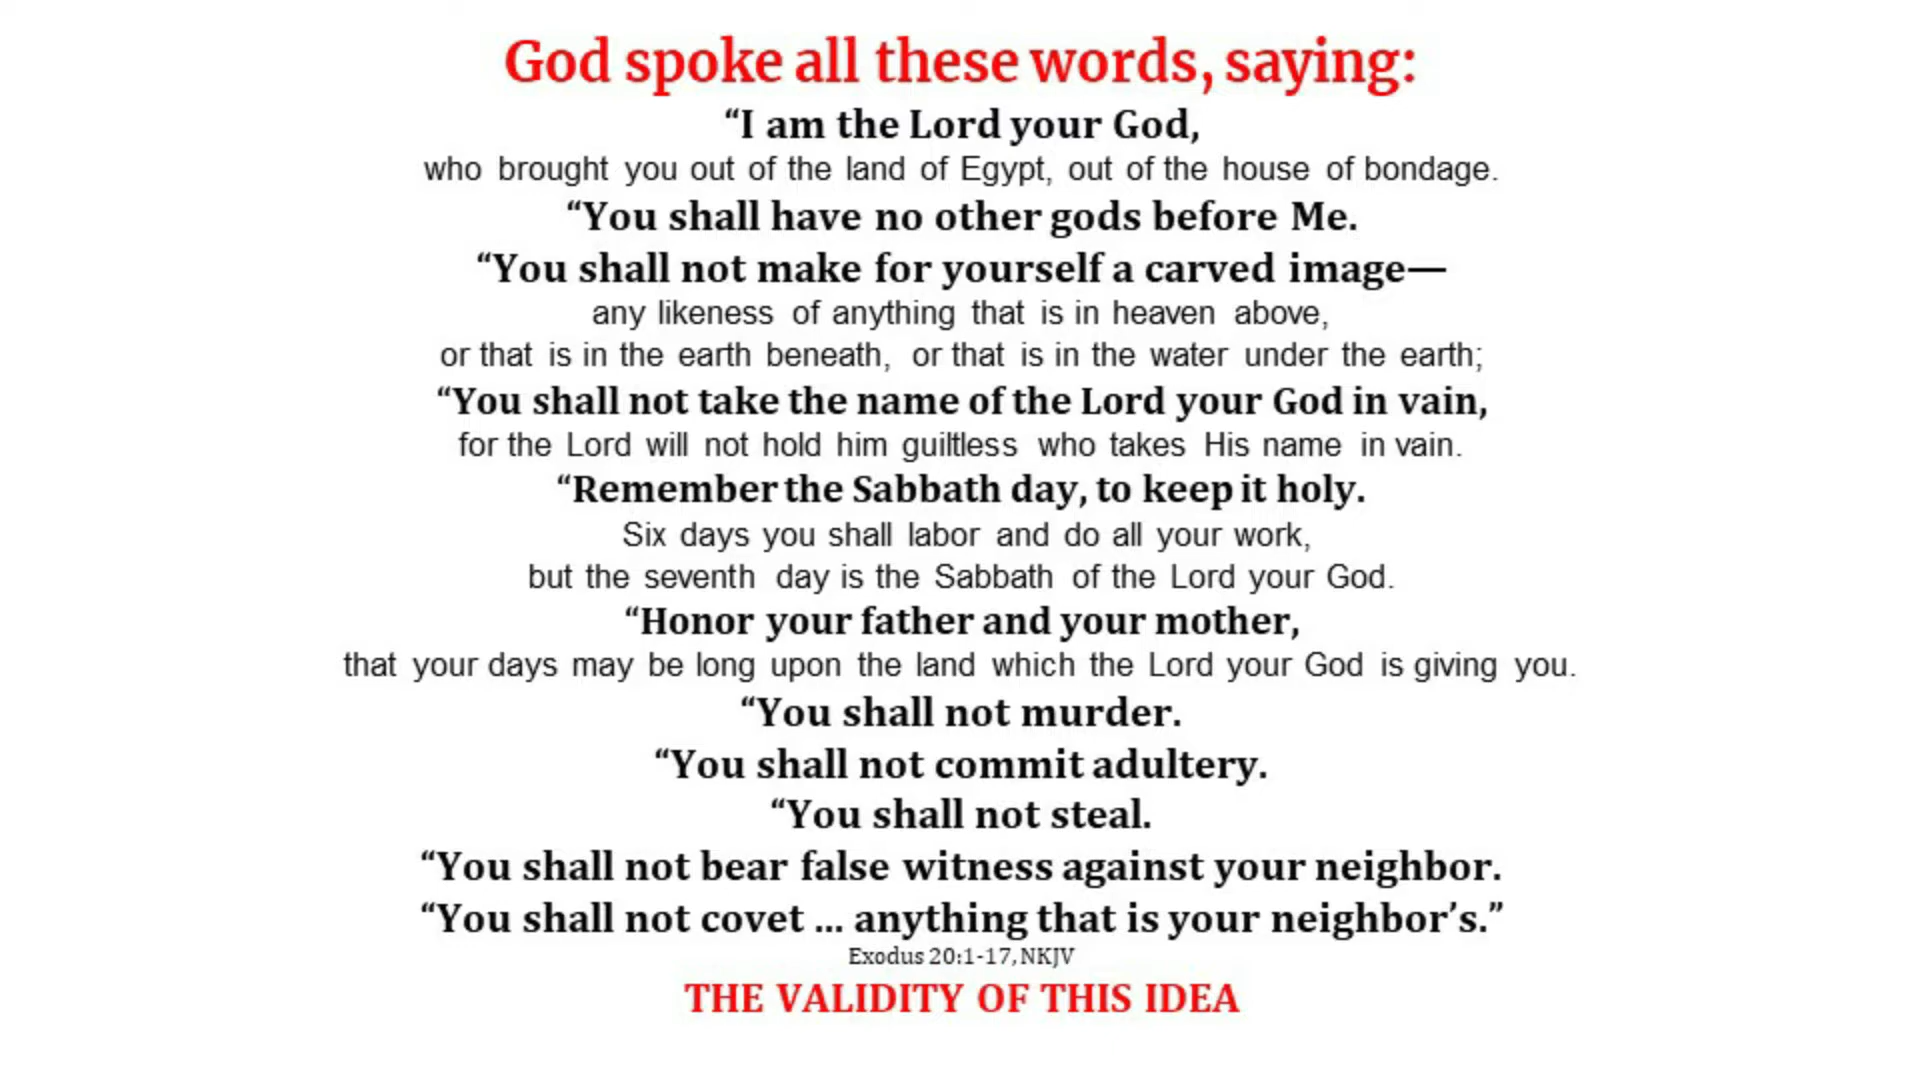 God spoke all these words, saying:
“I am the Lord your God,
who brought you out of the land of Egypt, out of the house of bondage.
“You shall have no other gods before Me.
“You shall not make for yourself a carved image—
any likeness of anything that is in heaven above,
or that is in the earth beneath, or that is in the water under the earth;
“You shall not take the name of the Lord your God in vain,
for the Lord will not hold him guiltless who takes His name in vain.
“Remember the Sabbath day, to keep it holy.
Six days you shall labor and do all your work,
but the seventh day is the Sabbath of the Lord your God.
“Honor your father and your mother,
that your days may be long upon the land which the Lord your God is giving you.
“You shall not murder.
“You shall not commit adultery.
“You shall not steal.
“You shall not bear false witness against your neighbor.
“You shall not covet ... anything that is your neighbor’s.”
Exodus 20:1-17, NKJV
THE VALIDITY OF THIS IDEA